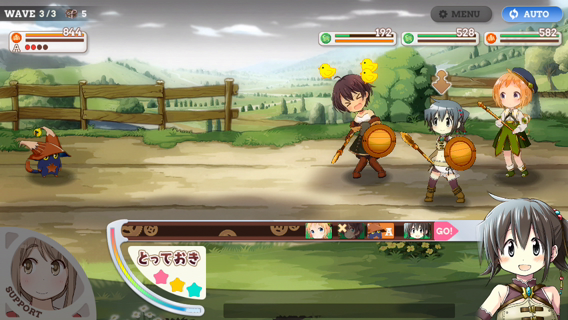 WAVE 3/3 5
MENU
AUTO
844
A
192
528
582
A
GO!
とっておき
SUPPORT